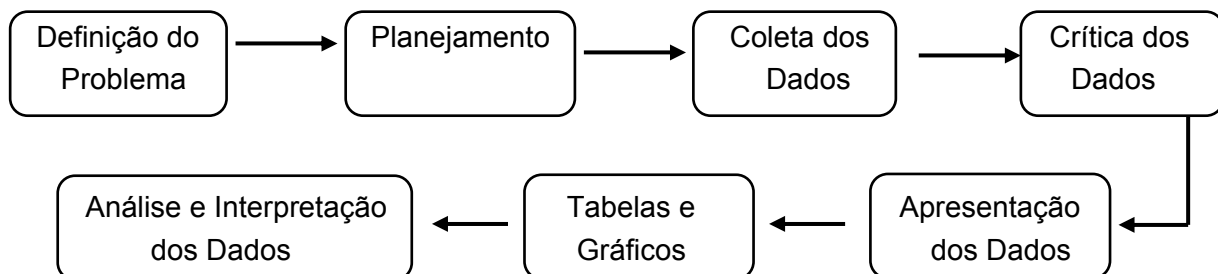 Definição do
Problema
Planejamento
Coleta dos
Dados
Crítica dos
Dados
Apresentação
dos Dados
Tabelas e
Gráficos
Análise e Interpretação
dos Dados